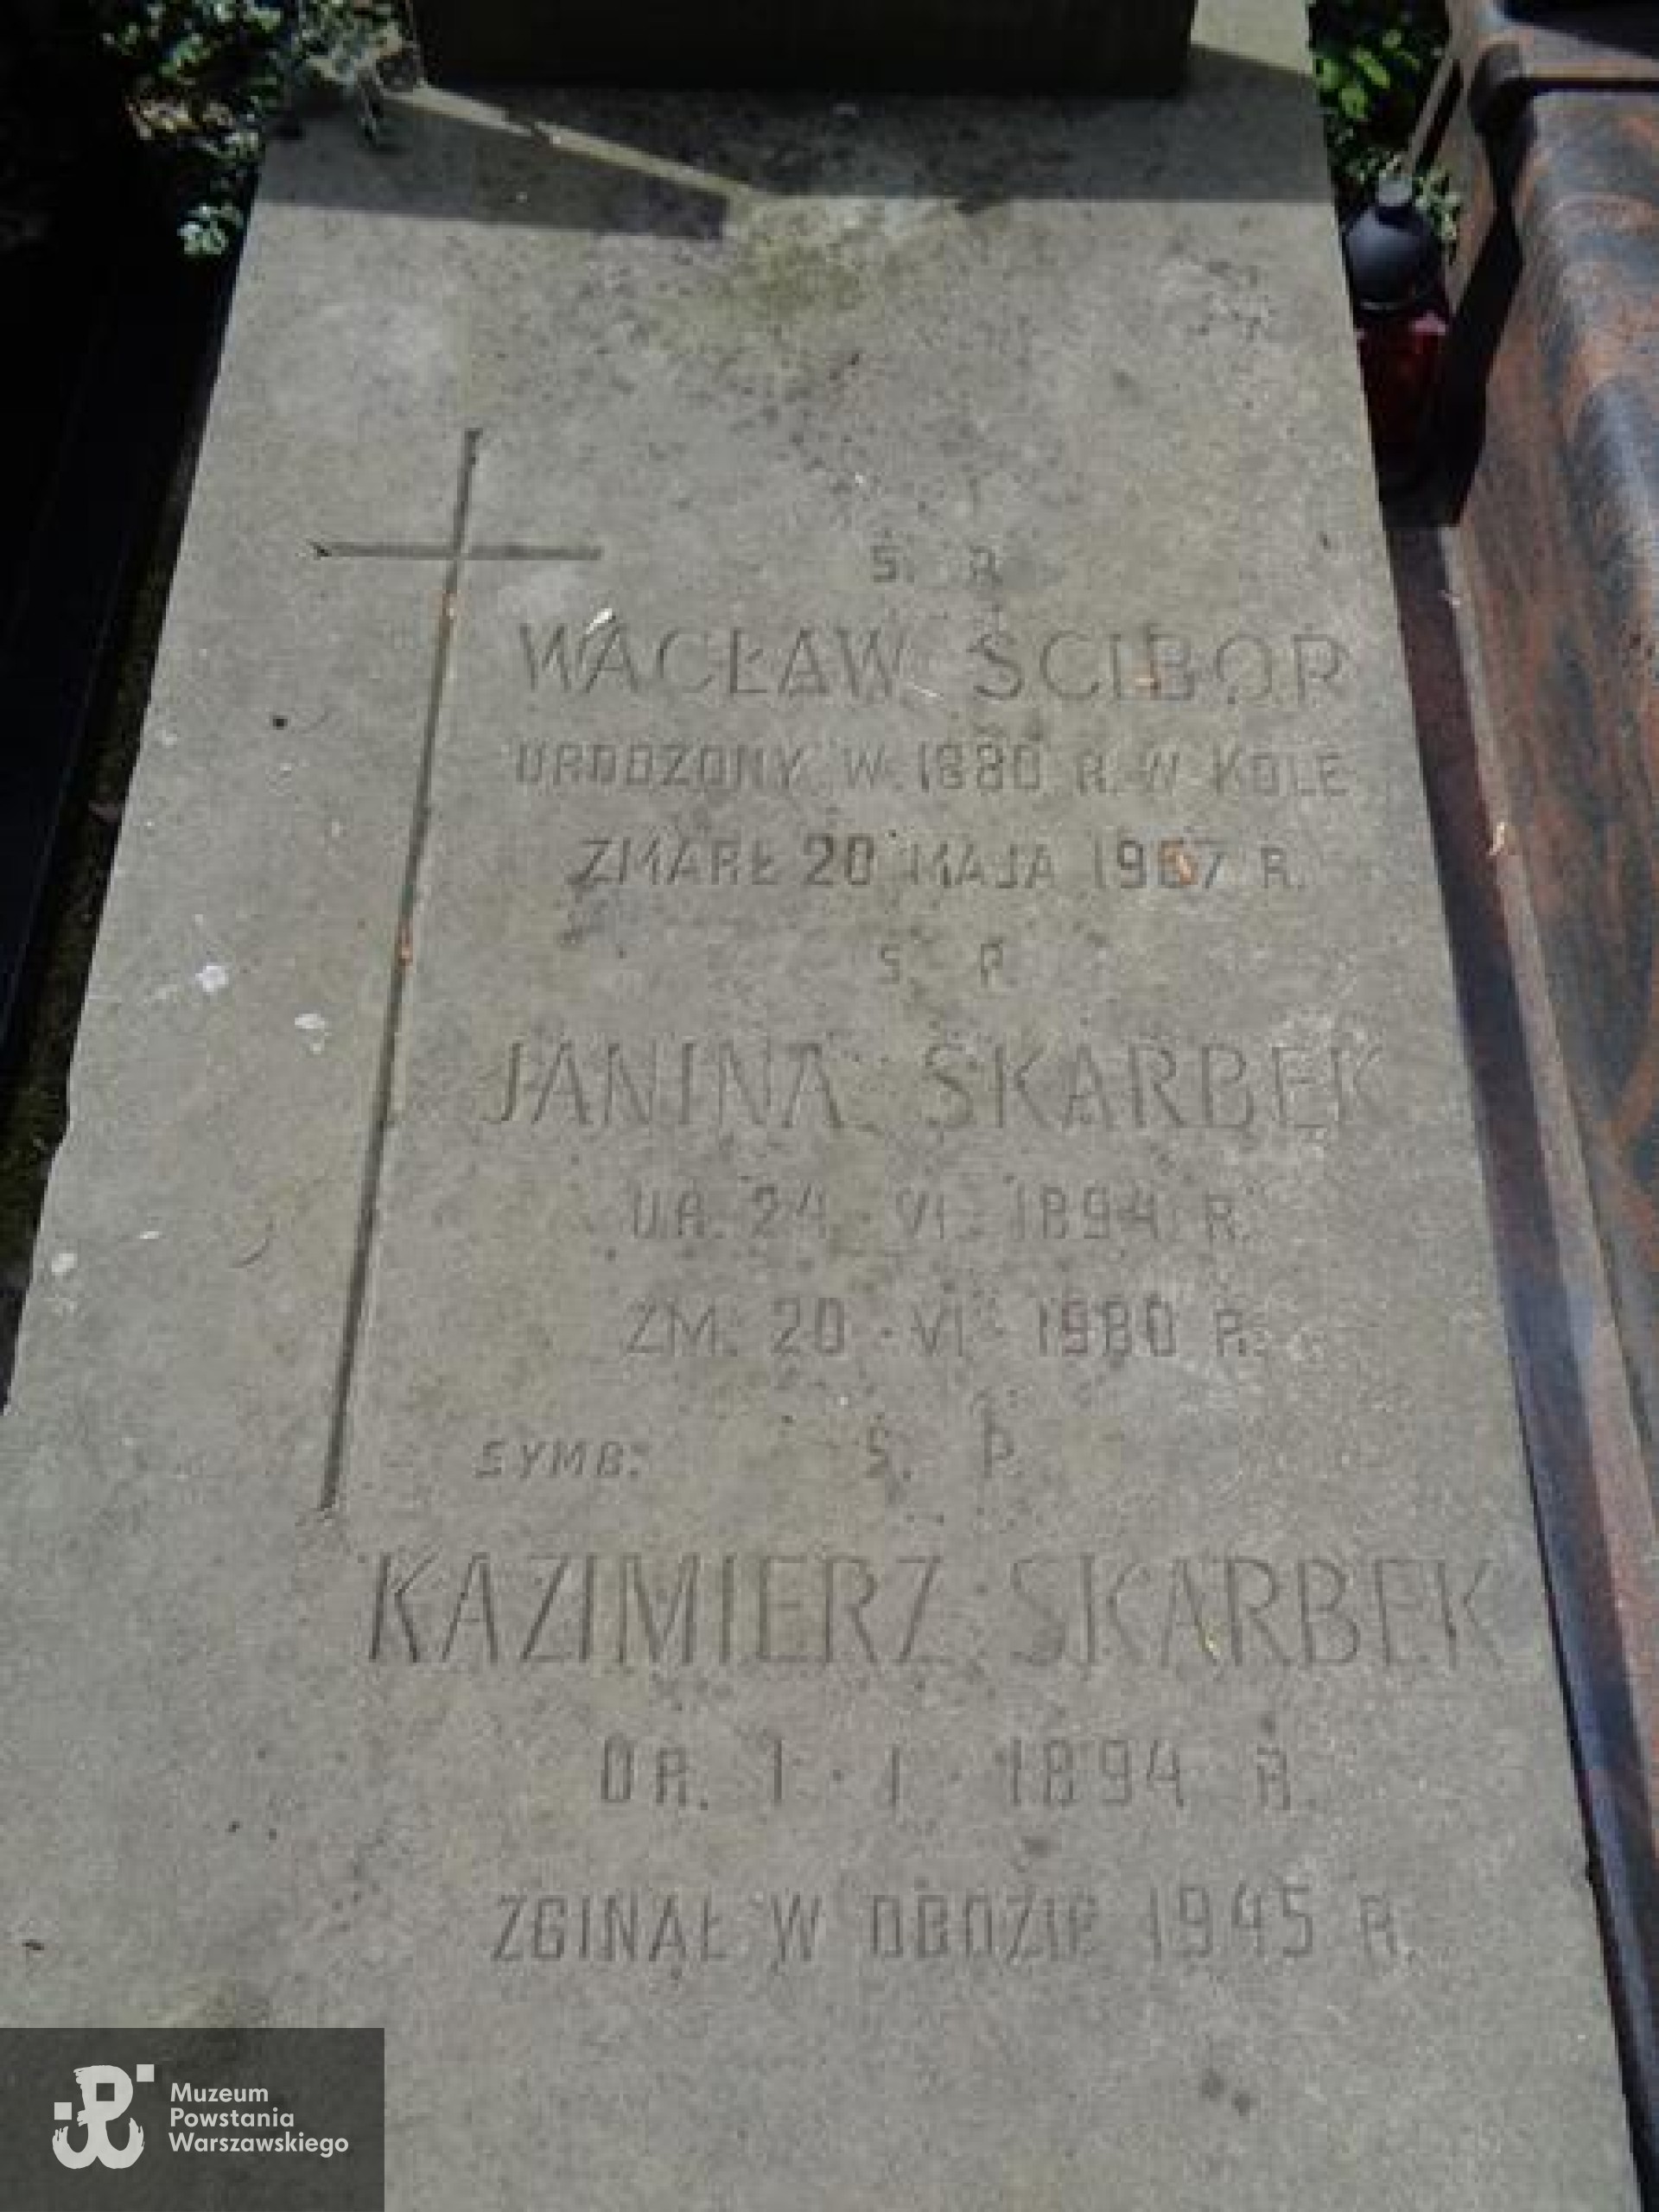 Ś. P.
WACŁAW ŚCIBOR
URODZONY W 1880 R. W KOLE
ZMARŁ 20 MAJA 1967 R.
Ś. P.
JANINA SKARBEK
UR. 24 · VI · 1894 R.
ZM. 20 · VI · 1980 R.
SYMB. Ś. P.
KAZIMIERZ SKARBEK
UR. 1 · I · 1894 R.
ZGINĄŁ W OBOZIE 1945 R.
Muzeum
Powstania
Warszawskiego